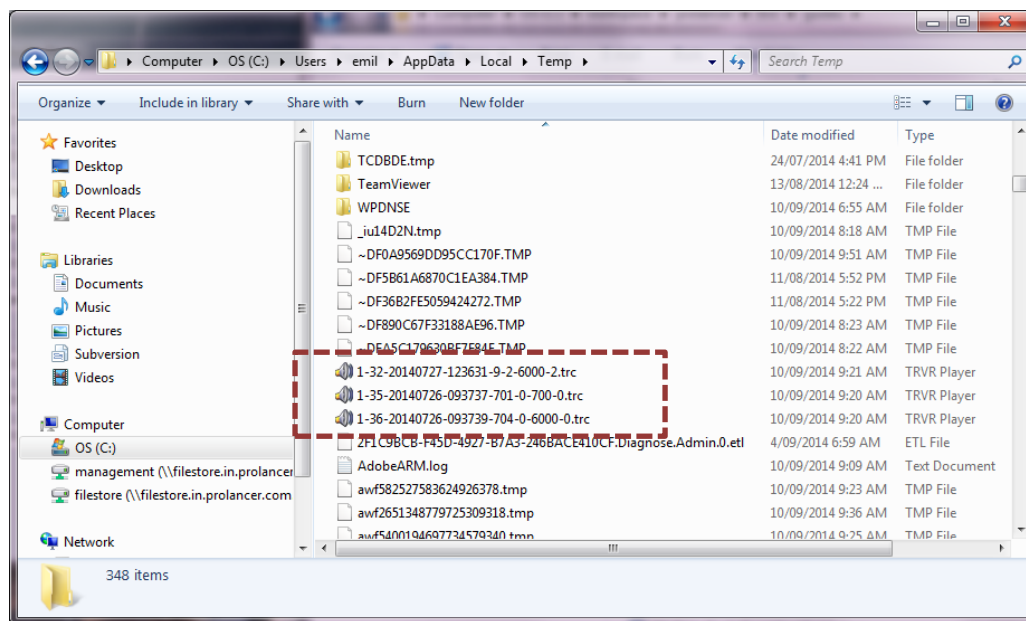 Computer OS (C:) Users emil AppData Local Temp Search Temp
Organize Include in library Share with Burn New folder
Favorites
Desktop
Downloads
Recent Places
Libraries
Documents
Music
Pictures
Subversion
Videos
Computer
OS (C:)
management (\\filestore.in.prolancer
filestore (\\filestore.in.prolancer.com
Network
Name Date modified Type
TCDBDE.tmp 24/07/2014 4:41 PM File folder
TeamViewer 13/08/2014 12:24 ... File folder
WPDNSE 10/09/2014 6:55 AM File folder
_iu14D2N.tmp 10/09/2014 8:18 AM TMP File
~DF0A9569DD95CC170F.TMP 10/09/2014 9:51 AM TMP File
~DF5B61A6870C1EA384.TMP 11/08/2014 5:52 PM TMP File
~DF36B2FE5059424272.TMP 11/08/2014 5:22 PM TMP File
~DF890C67F33188AE96.TMP 10/09/2014 8:23 AM TMP File
10/09/2014 8:22 AM TMP File
1-32-20140727-123631-9-2-6000-2.trc 10/09/2014 9:21 AM TRVR Player
1-35-20140726-093737-701-0-700-0.trc 10/09/2014 9:20 AM TRVR Player
1-36-20140726-093739-704-0-6000-0.trc 10/09/2014 9:20 AM TRVR Player
2F1C9BCB-F45D-4927-B7A3-246BACE410CF.Diagnose.Admin.0.etl 4/09/2014 6:59 AM ETL File
AdobeARM.log 10/09/2014 9:09 AM Text Document
awf582527583624926378.tmp 10/09/2014 9:23 AM TMP File
awf2651348779725309318.tmp 10/09/2014 9:36 AM TMP File
awf5400194697734579340.tmp 10/09/2014 9:25 AM TMP File
348 items